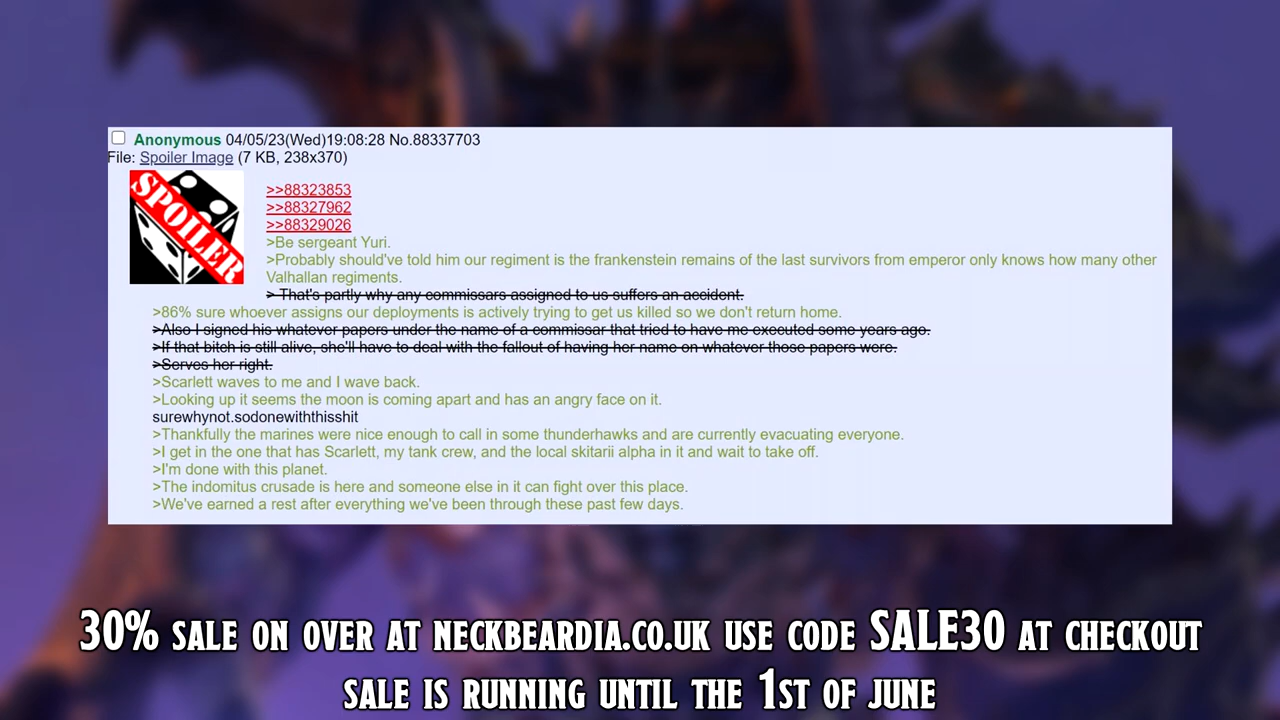 Anonymous 04/05/23(Wed)19:08:28 No.88337703
File: Spoiler Image (7 KB, 238x370)
SPOILER
>>88323853
>>88327962
>>88329026
>Be sergeant Yuri.
>Probably should've told him our regiment is the frankenstein remains of the last survivors from emperor only knows how many other
Valhallan regiments.
> That's partly why any commissars assigned to us suffers an accident.
>86% sure whoever assigns our deployments is actively trying to get us killed so we don't return home.
>Also I signed his whatever papers under the name of a commissar that tried to have me executed some years ago.
>If that bitch is still alive, she'll have to deal with the fallout of having her name on whatever those papers were.
>Serves her right.
>Scarlett waves to me and I wave back.
>Looking up it seems the moon is coming apart and has an angry face on it.
surewhynot.sodonewiththisshit
>Thankfully the marines were nice enough to call in some thunderhawks and are currently evacuating everyone.
>I get in the one that has Scarlett, my tank crew, and the local skitarii alpha in it and wait to take off.
>I'm done with this planet.
>The indomitus crusade is here and someone else in it can fight over this place.
>We've earned a rest after everything we've been through these past few days.
30% SALE ON OVER AT NECKBEARDIA.CO.UK USE CODE SALE30 AT CHECKOUT
SALE IS RUNNING UNTIL THE 1ST OF JUNE